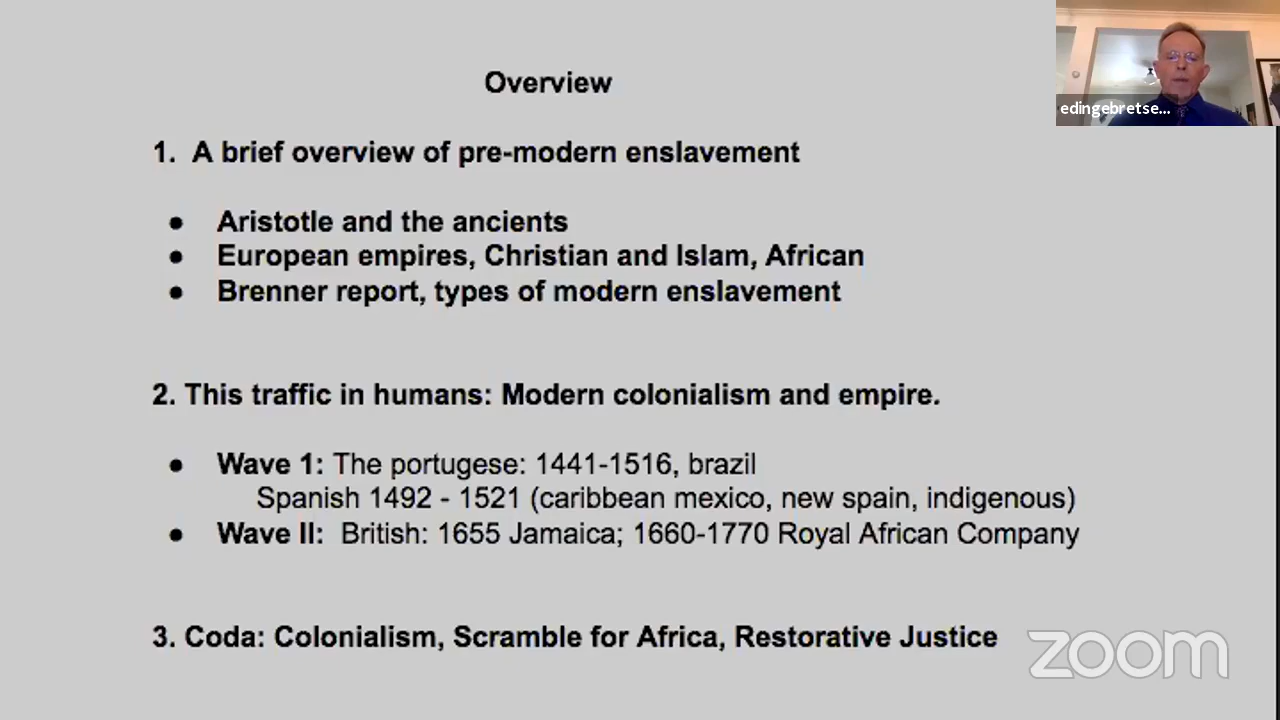 Overview
edingebretse...
1. A brief overview of pre-modern enslavement
● Aristotle and the ancients
● European empires, Christian and Islam, African
● Brenner report, types of modern enslavement
2. This traffic in humans: Modern colonialism and empire.
● Wave 1: The portugese: 1441-1516, brazil
Spanish 1492 - 1521 (caribbean mexico, new spain, indigenous)
● Wave II: British: 1655 Jamaica; 1660-1770 Royal African Company
3. Coda: Colonialism, Scramble for Africa, Restorative Justice
zoom